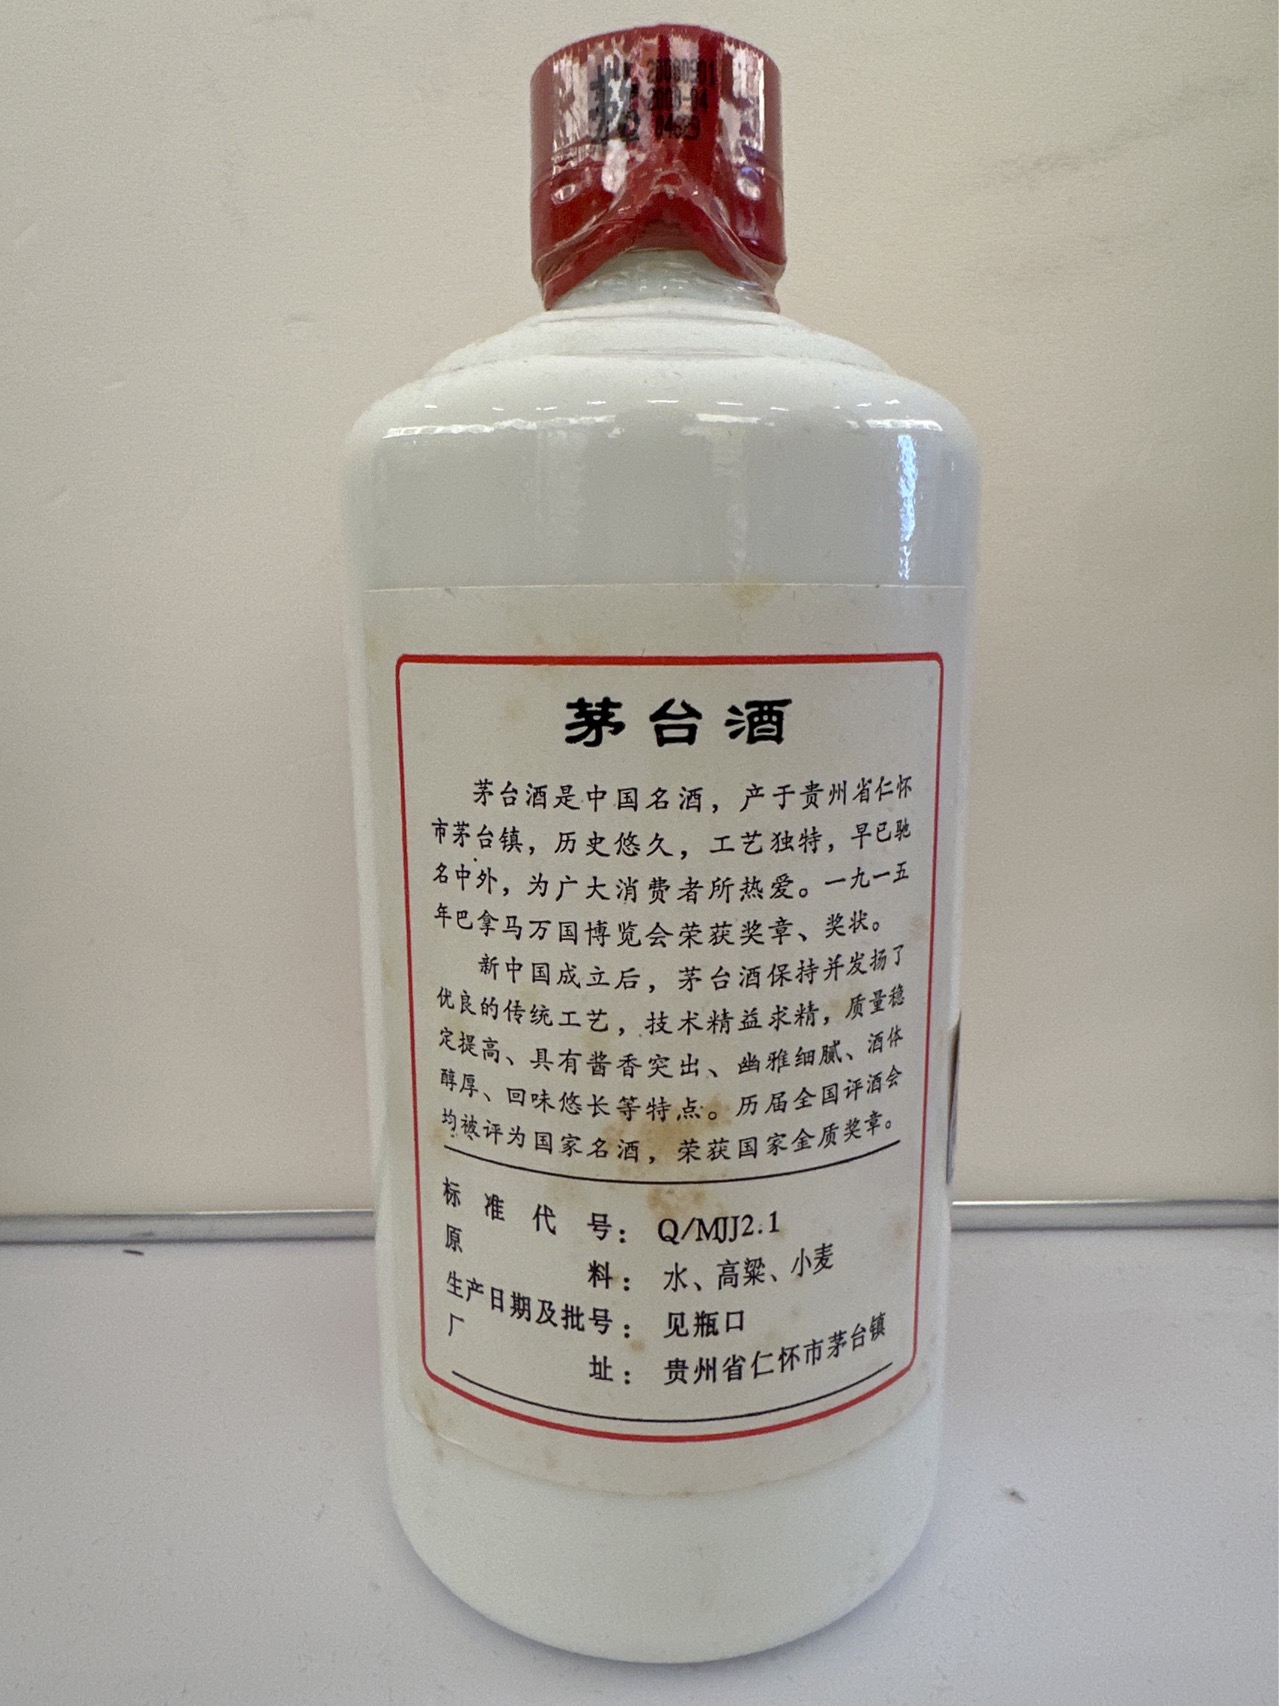 茅台酒
茅台酒是中国名酒，产于贵州省仁怀
市茅台镇，历史悠久，工艺独特，早已驰
名中外，为广大消费者所热爱。一九一五
年巴拿马万国博览会荣获奖章、奖状。
新中国成立后，茅台酒保持并发扬了
优良的传统工艺，技术精益求精，质量稳
定提高、具有酱香突出、幽雅细腻、酒体
醇厚、回味悠长等特点。历届全国评酒会
均被评为国家名酒，荣获国家金质奖章。
标准代号：Q/MJJ2.1
原料：水、高粱、小麦
生产日期及批号：见瓶口
厂址：贵州省仁怀市茅台镇